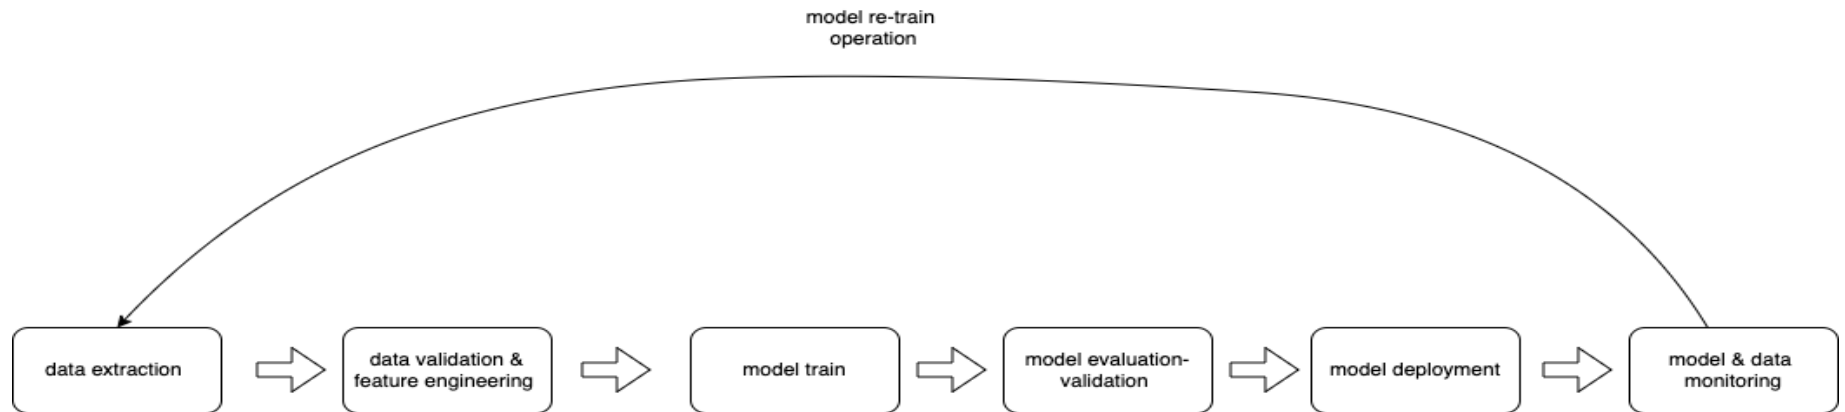 model re-train
operation
data extraction
data validation &
feature engineering
model train
model evaluation-
validation
model deployment
model & data
monitoring